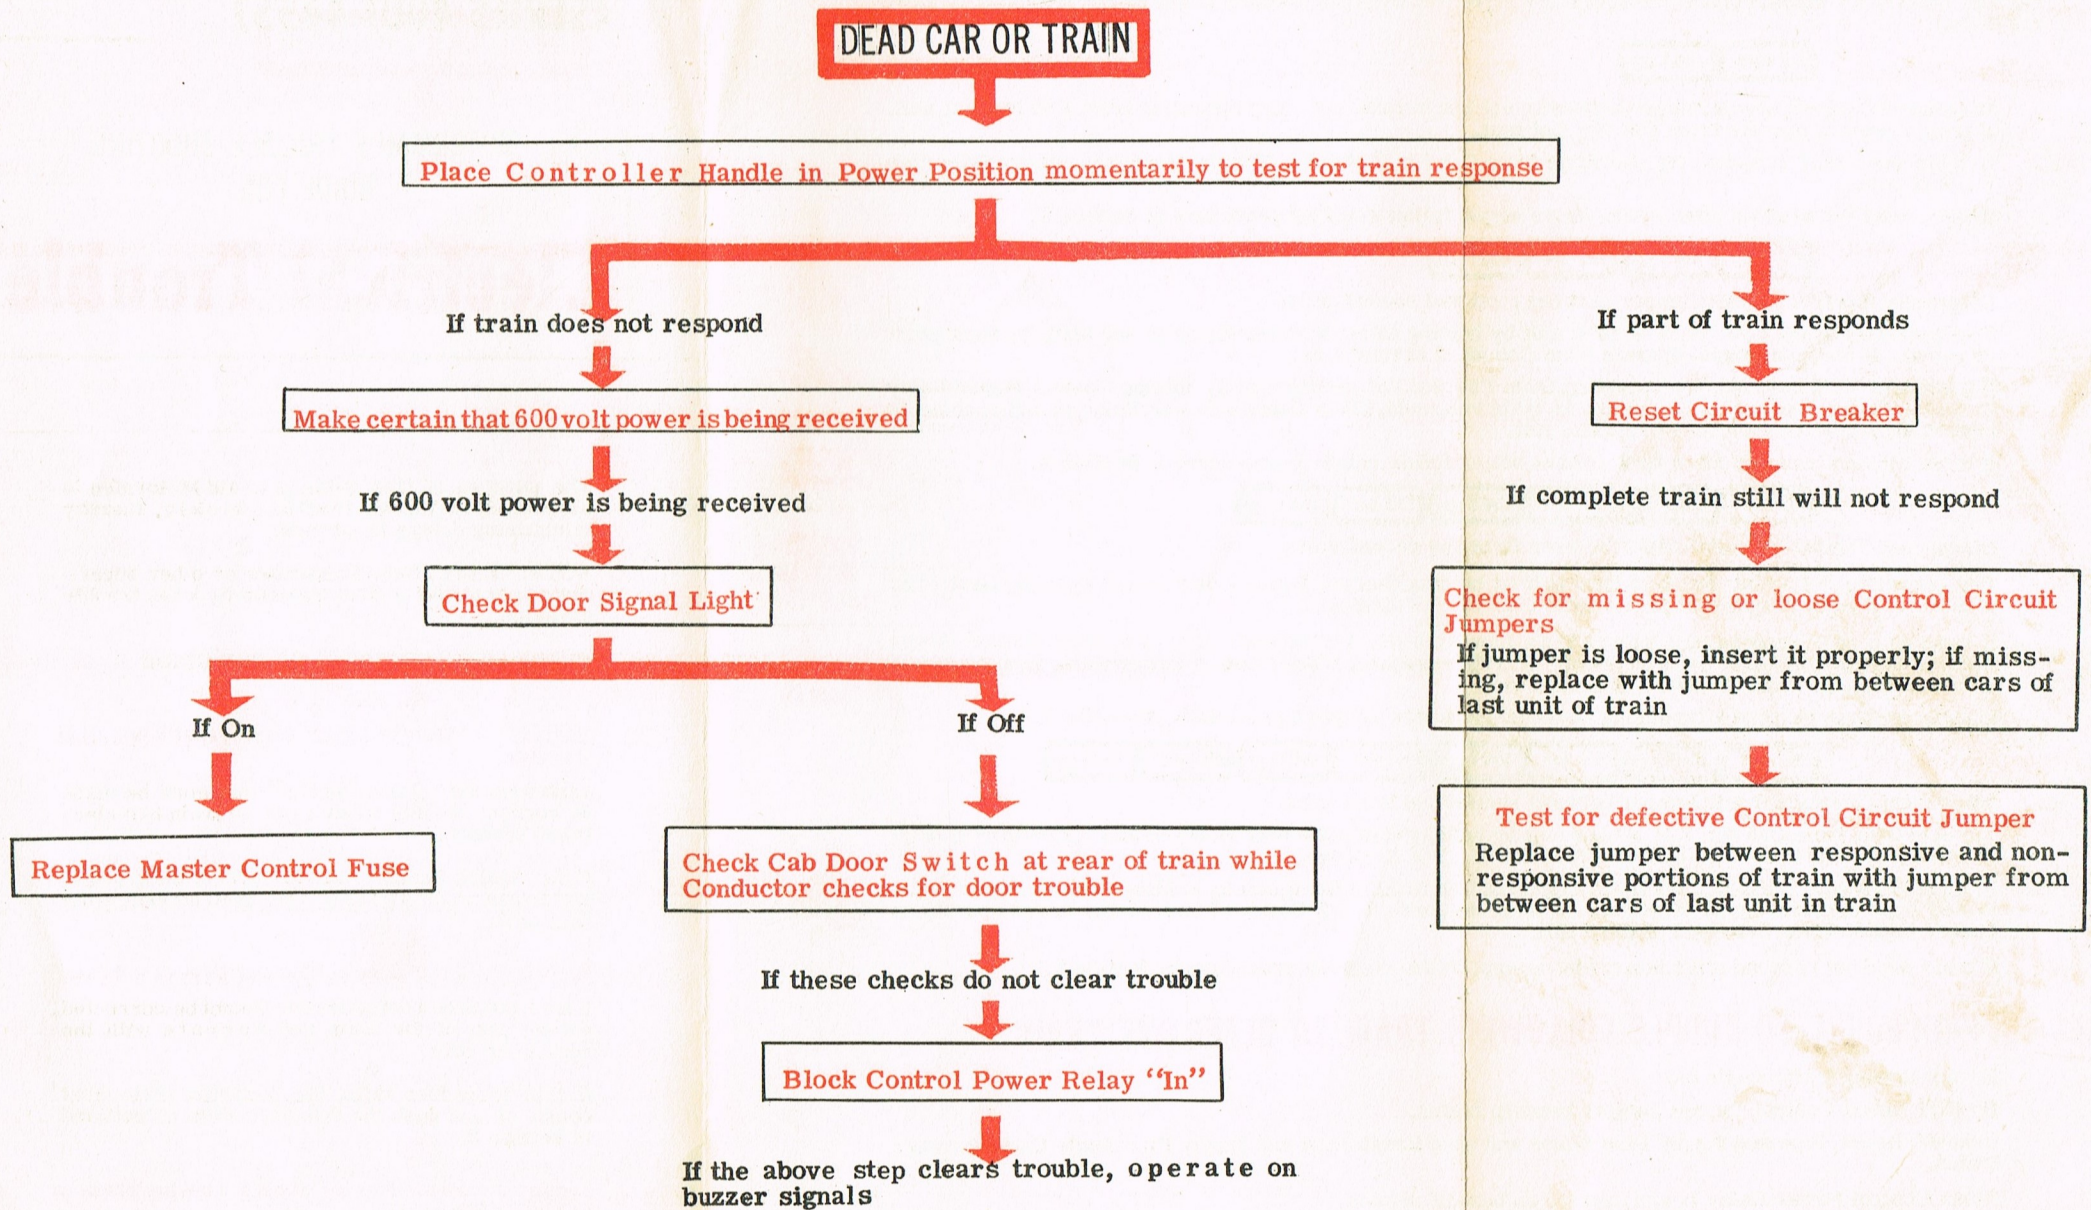 DEAD CAR OR TRAIN
Place Controller Handle in Power Position momentarily to test for train response
If train does not respond
Make certain that 600 volt power is being received
If 600 volt power is being received
Check Door Signal Light
If On
Replace Master Control Fuse
If Off
Check Cab Door Switch at rear of train while
Conductor checks for door trouble
If these checks do not clear trouble
Block Control Power Relay “In”
If the above step clears trouble, operate on
buzzer signals
If part of train responds
Reset Circuit Breaker
If complete train still will not respond
Check for missing or loose Control Circuit
Jumpers
If jumper is loose, insert it properly; if miss-
ing, replace with jumper from between cars of
last unit of train
Test for defective Control Circuit Jumper
Replace jumper between responsive and non-
responsive portions of train with jumper from
between cars of last unit in train